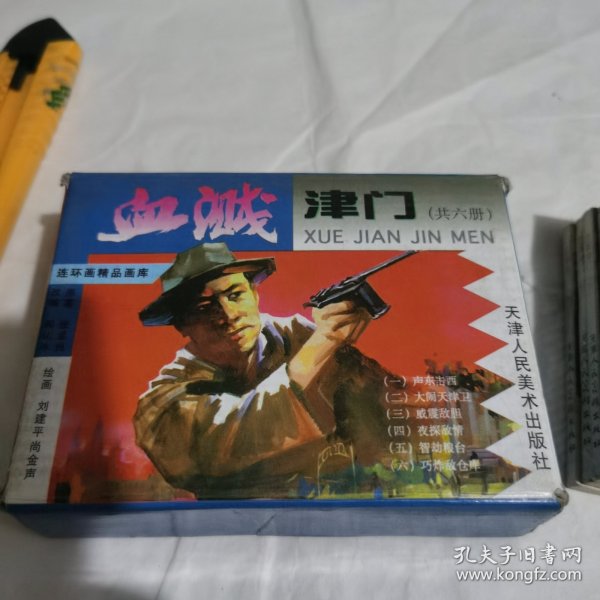 血溅 津门 (共六册)
XUE JIAN JIN MEN
连环画精品画库
绘画 刘建平 尚金声
(一) 声东击西
(二) 大闹天津卫
(三) 威震敌胆
(四) 夜探敌情
(五) 智劫粮台
(六) 巧炸敌仓库
天津人民美术出版社
孔夫子旧书网
www.kongfz.com